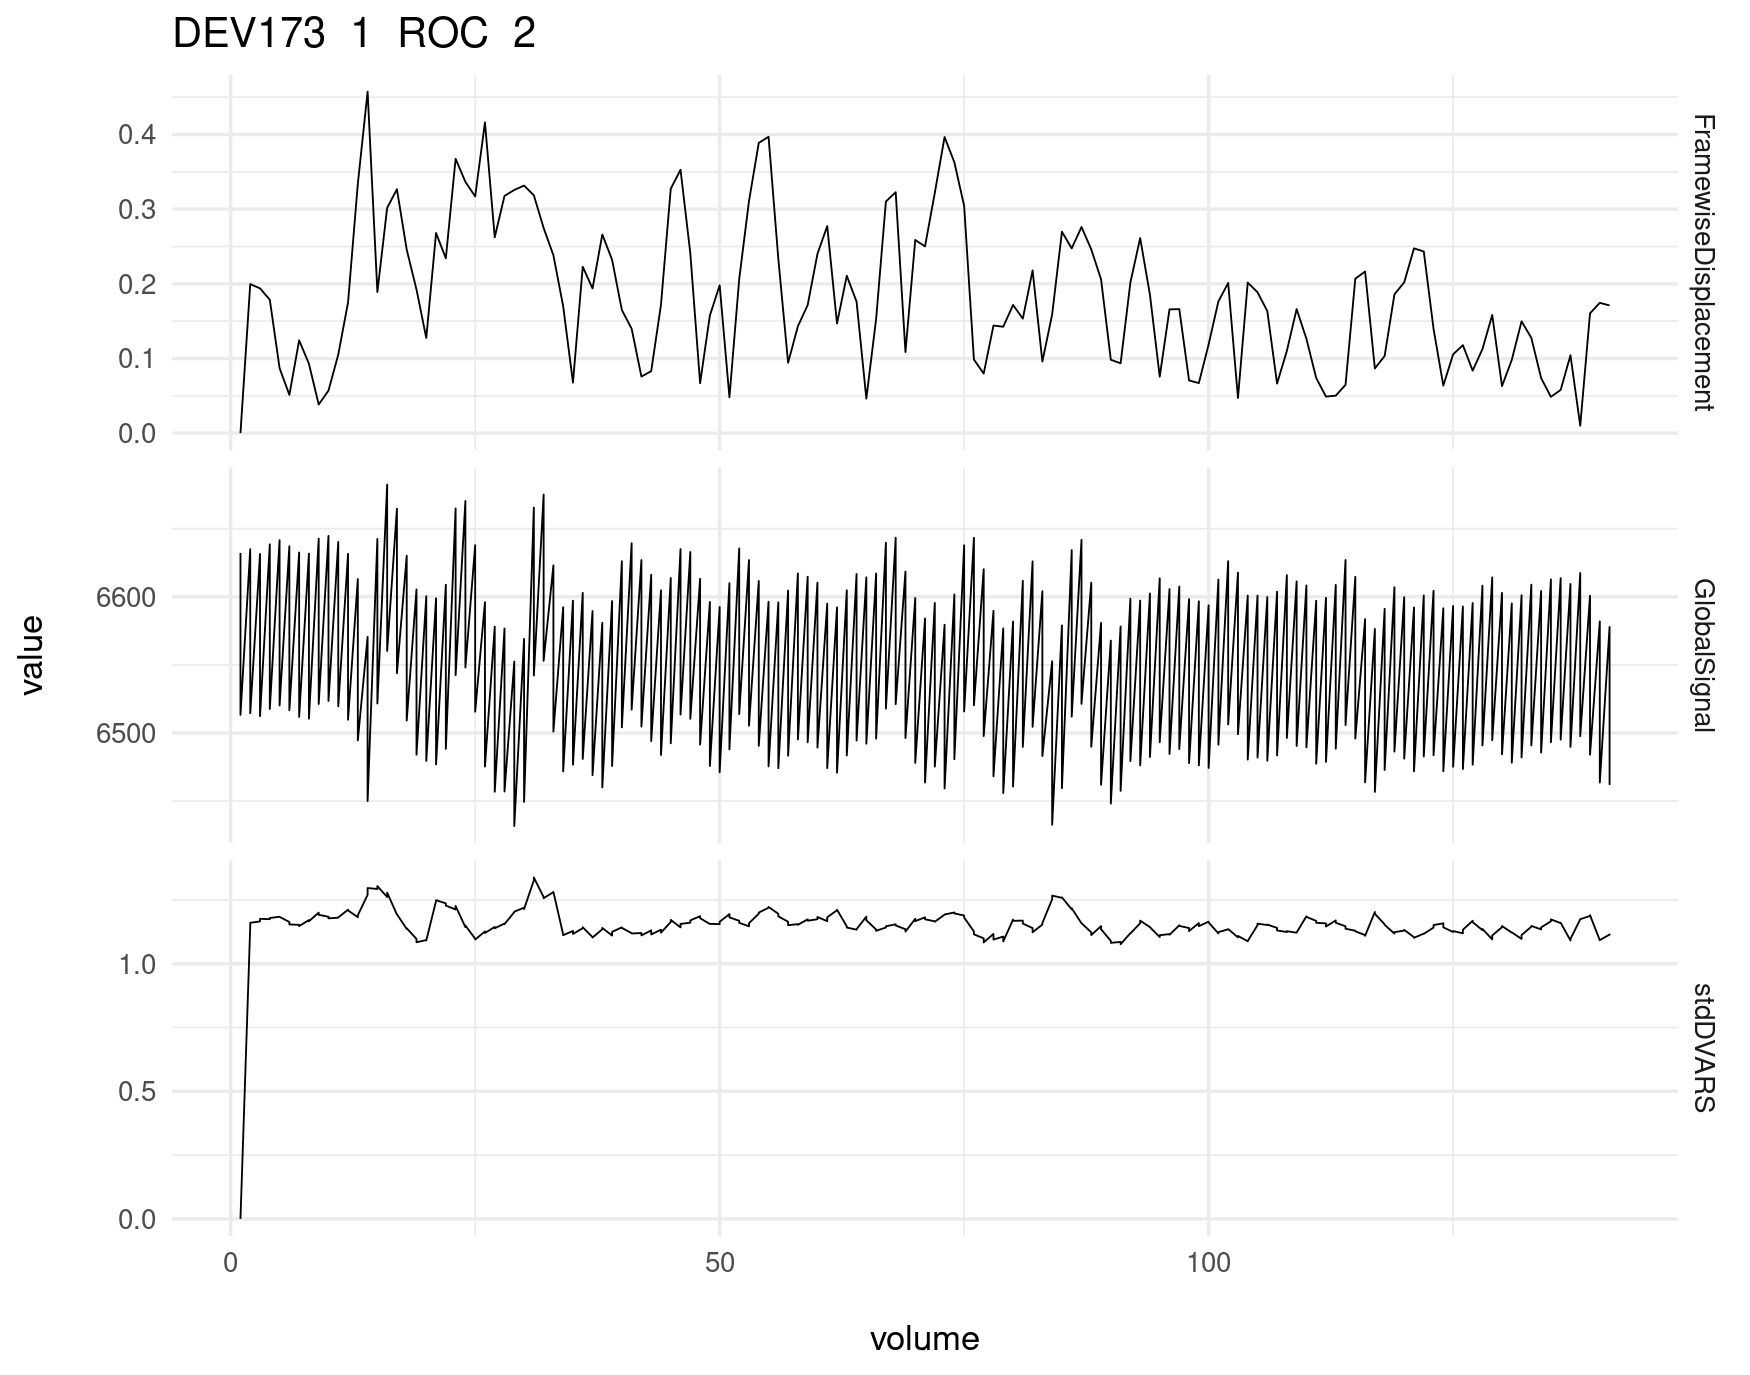 DEV173 1 ROC 2
0.4
0.3
0.2
0.1
0.0
FramewiseDisplacement
6600
6500
GlobalSignal
value
1.0
0.5
0.0
stdDVARS
0 50 100
volume